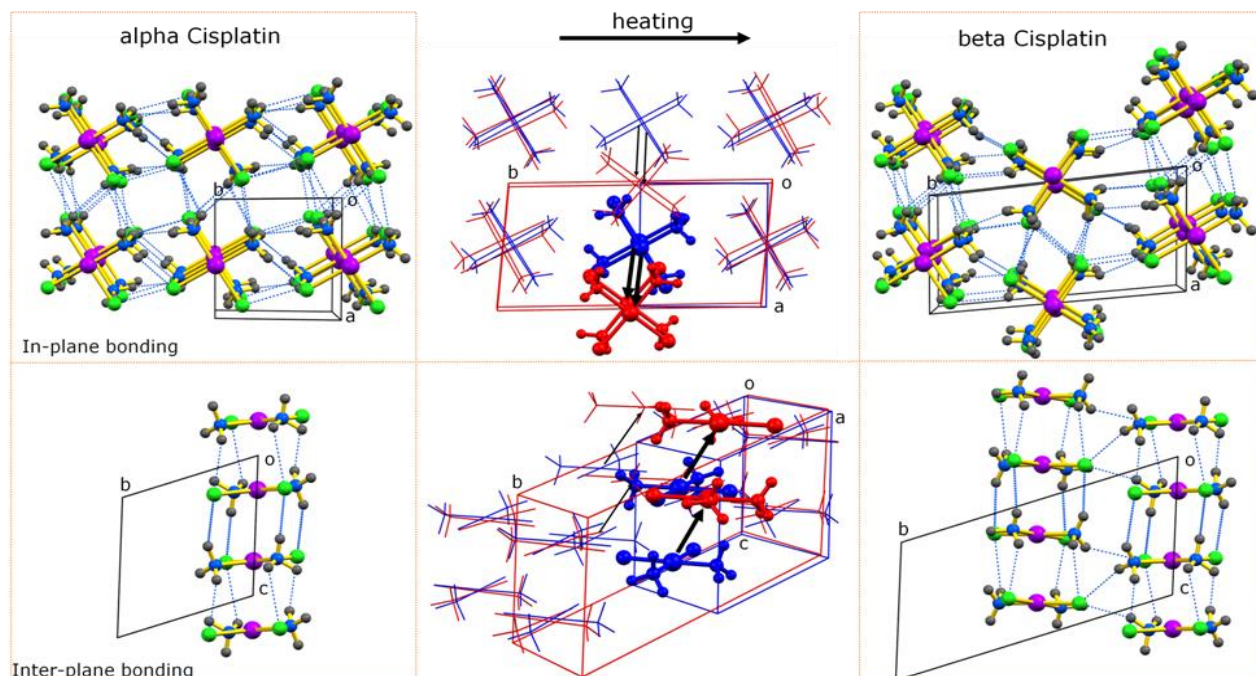 alpha Cisplatin
heating
beta Cisplatin
b
o
a
In-plane bonding
b
o
a
b
o
a
b
o
c
Inter-plane bonding
o
a
b
c
o
b
c